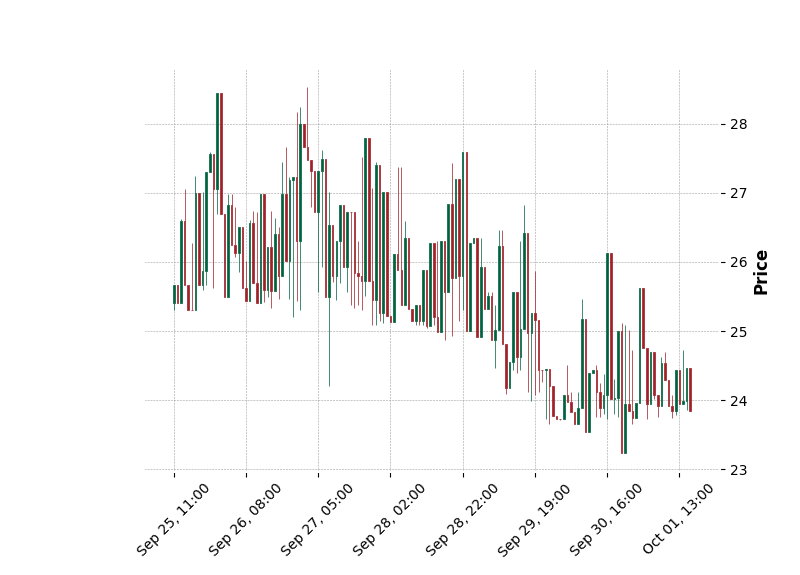 28
27
26
25
24
23
Price
Sep 25, 11:00
Sep 26, 08:00
Sep 27, 05:00
Sep 28, 02:00
Sep 28, 22:00
Sep 29, 19:00
Sep 30, 16:00
Oct 01, 13:00